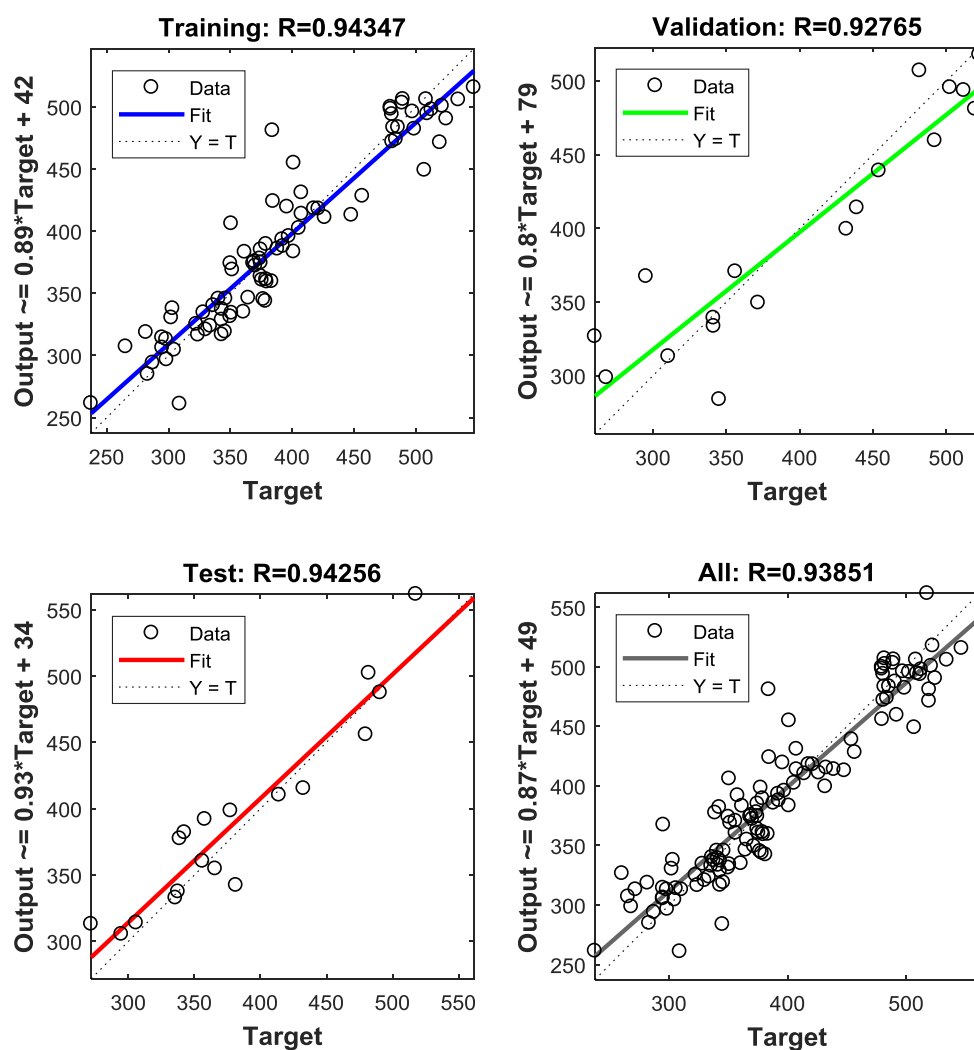 Training: R=0.94347
Output ~= 0.89*Target + 42
500
450
400
350
300
250
Data
Fit
Y = T
250 300 350 400 450 500
Target
Validation: R=0.92765
Output ~= 0.8*Target + 79
500
450
400
350
300
Data
Fit
Y = T
300 350 400 450 500
Target
Test: R=0.94256
Output ~= 0.93*Target + 34
550
500
450
400
350
300
Data
Fit
Y = T
300 350 400 450 500 550
Target
All: R=0.93851
Output ~= 0.87*Target + 49
550
500
450
400
350
300
250
Data
Fit
Y = T
300 400 500
Target